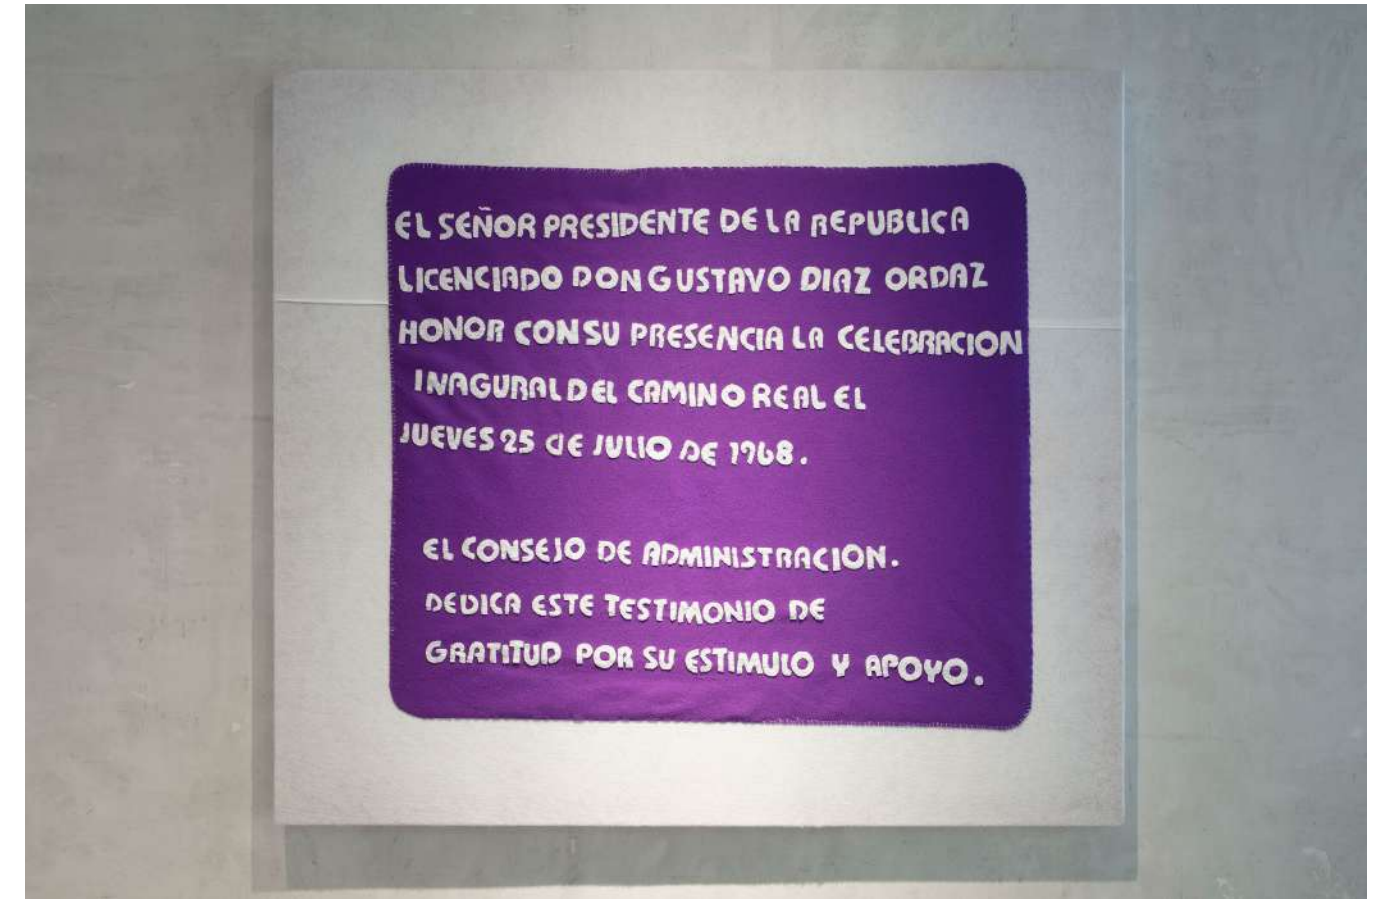 EL SEÑOR PRESIDENTE DE LA REPUBLICA
LICENCIADO DON GUSTAVO DIAZ ORDAZ
HONOR CON SU PRESENCIA LA CELEBRACION
INAGURAL DEL CAMINO REAL EL
JUEVES 25 DE JULIO DE 1968.
EL CONSEJO DE ADMINISTRACION.
DEDICA ESTE TESTIMONIO DE
GRATITUD POR SU ESTIMULO Y APOYO.